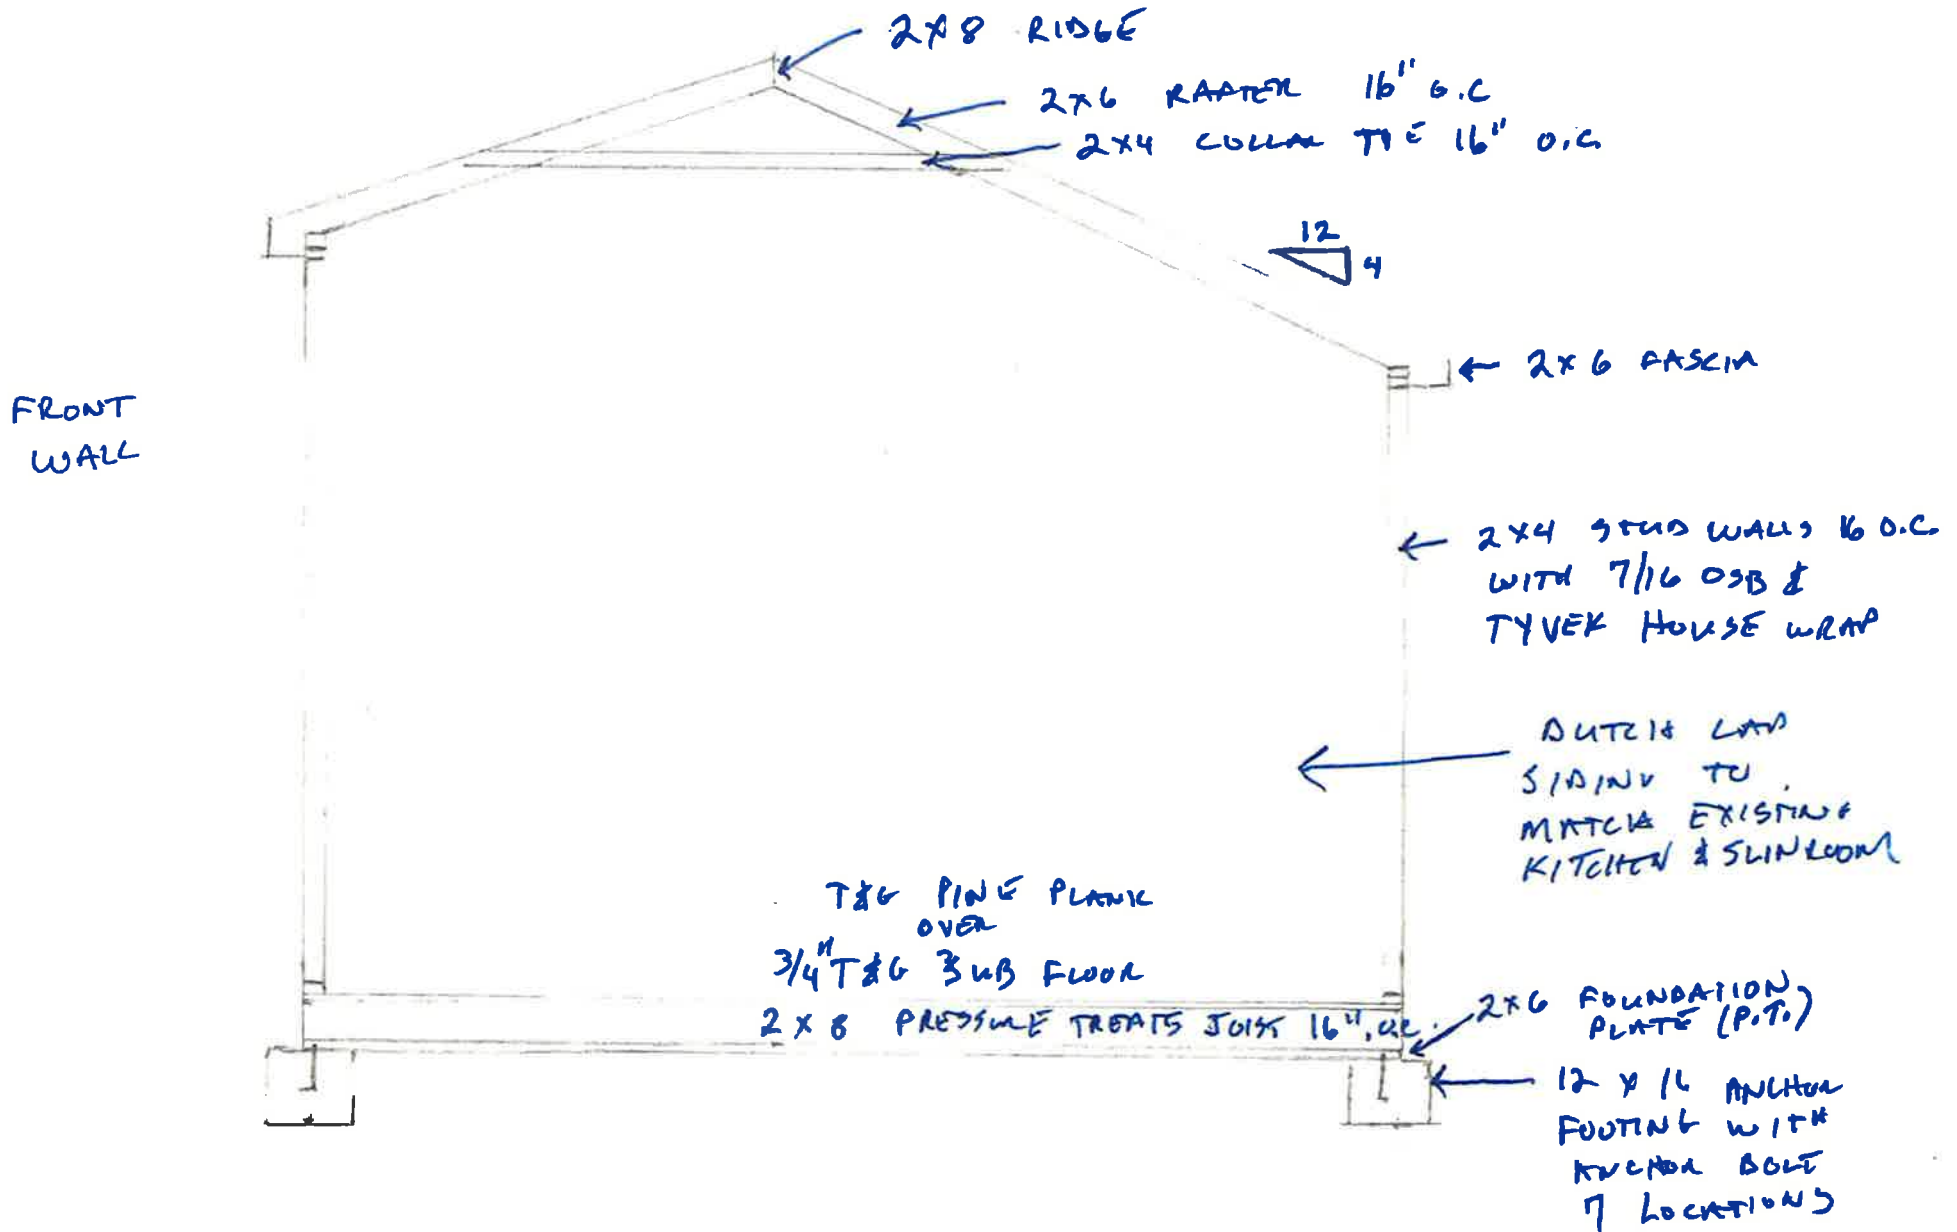 2X8 RIDGE
2X6 RAFTER 16" O.C
2X4 COLLAR TYE 16" O.C.
12
4
2X6 FASCIA
FRONT
WALL
2X4 STUD WALLS 16 O.C.
WITH 7/16 OSB &
TYVEK HOUSE WRAP
DUTCH LAP
SIDING TO
MATCH EXISTING
KITCHEN & SUNROOM
T&G PINE PLANK
OVER
3/4" T&G SUB FLOOR
2 X 8 PRESSURE TREATS JOIST 16" O.C.
2X6 FOUNDATION
PLATE (P.T.)
12 X 16 ANCHOR
FOOTING WITH
ANCHOR BOLT
7 LOCATIONS